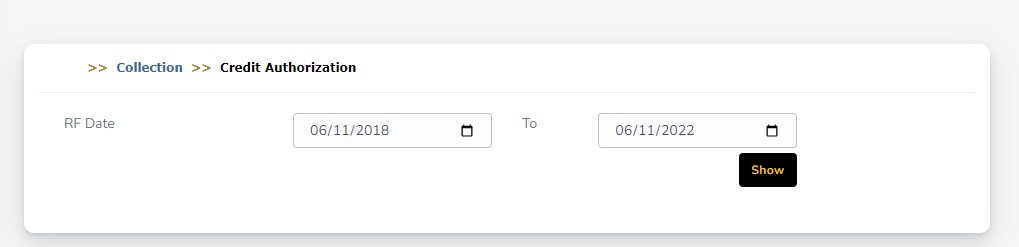 >> Collection >> Credit Authorization
RF Date 06/11/2018 To 06/11/2022
Show